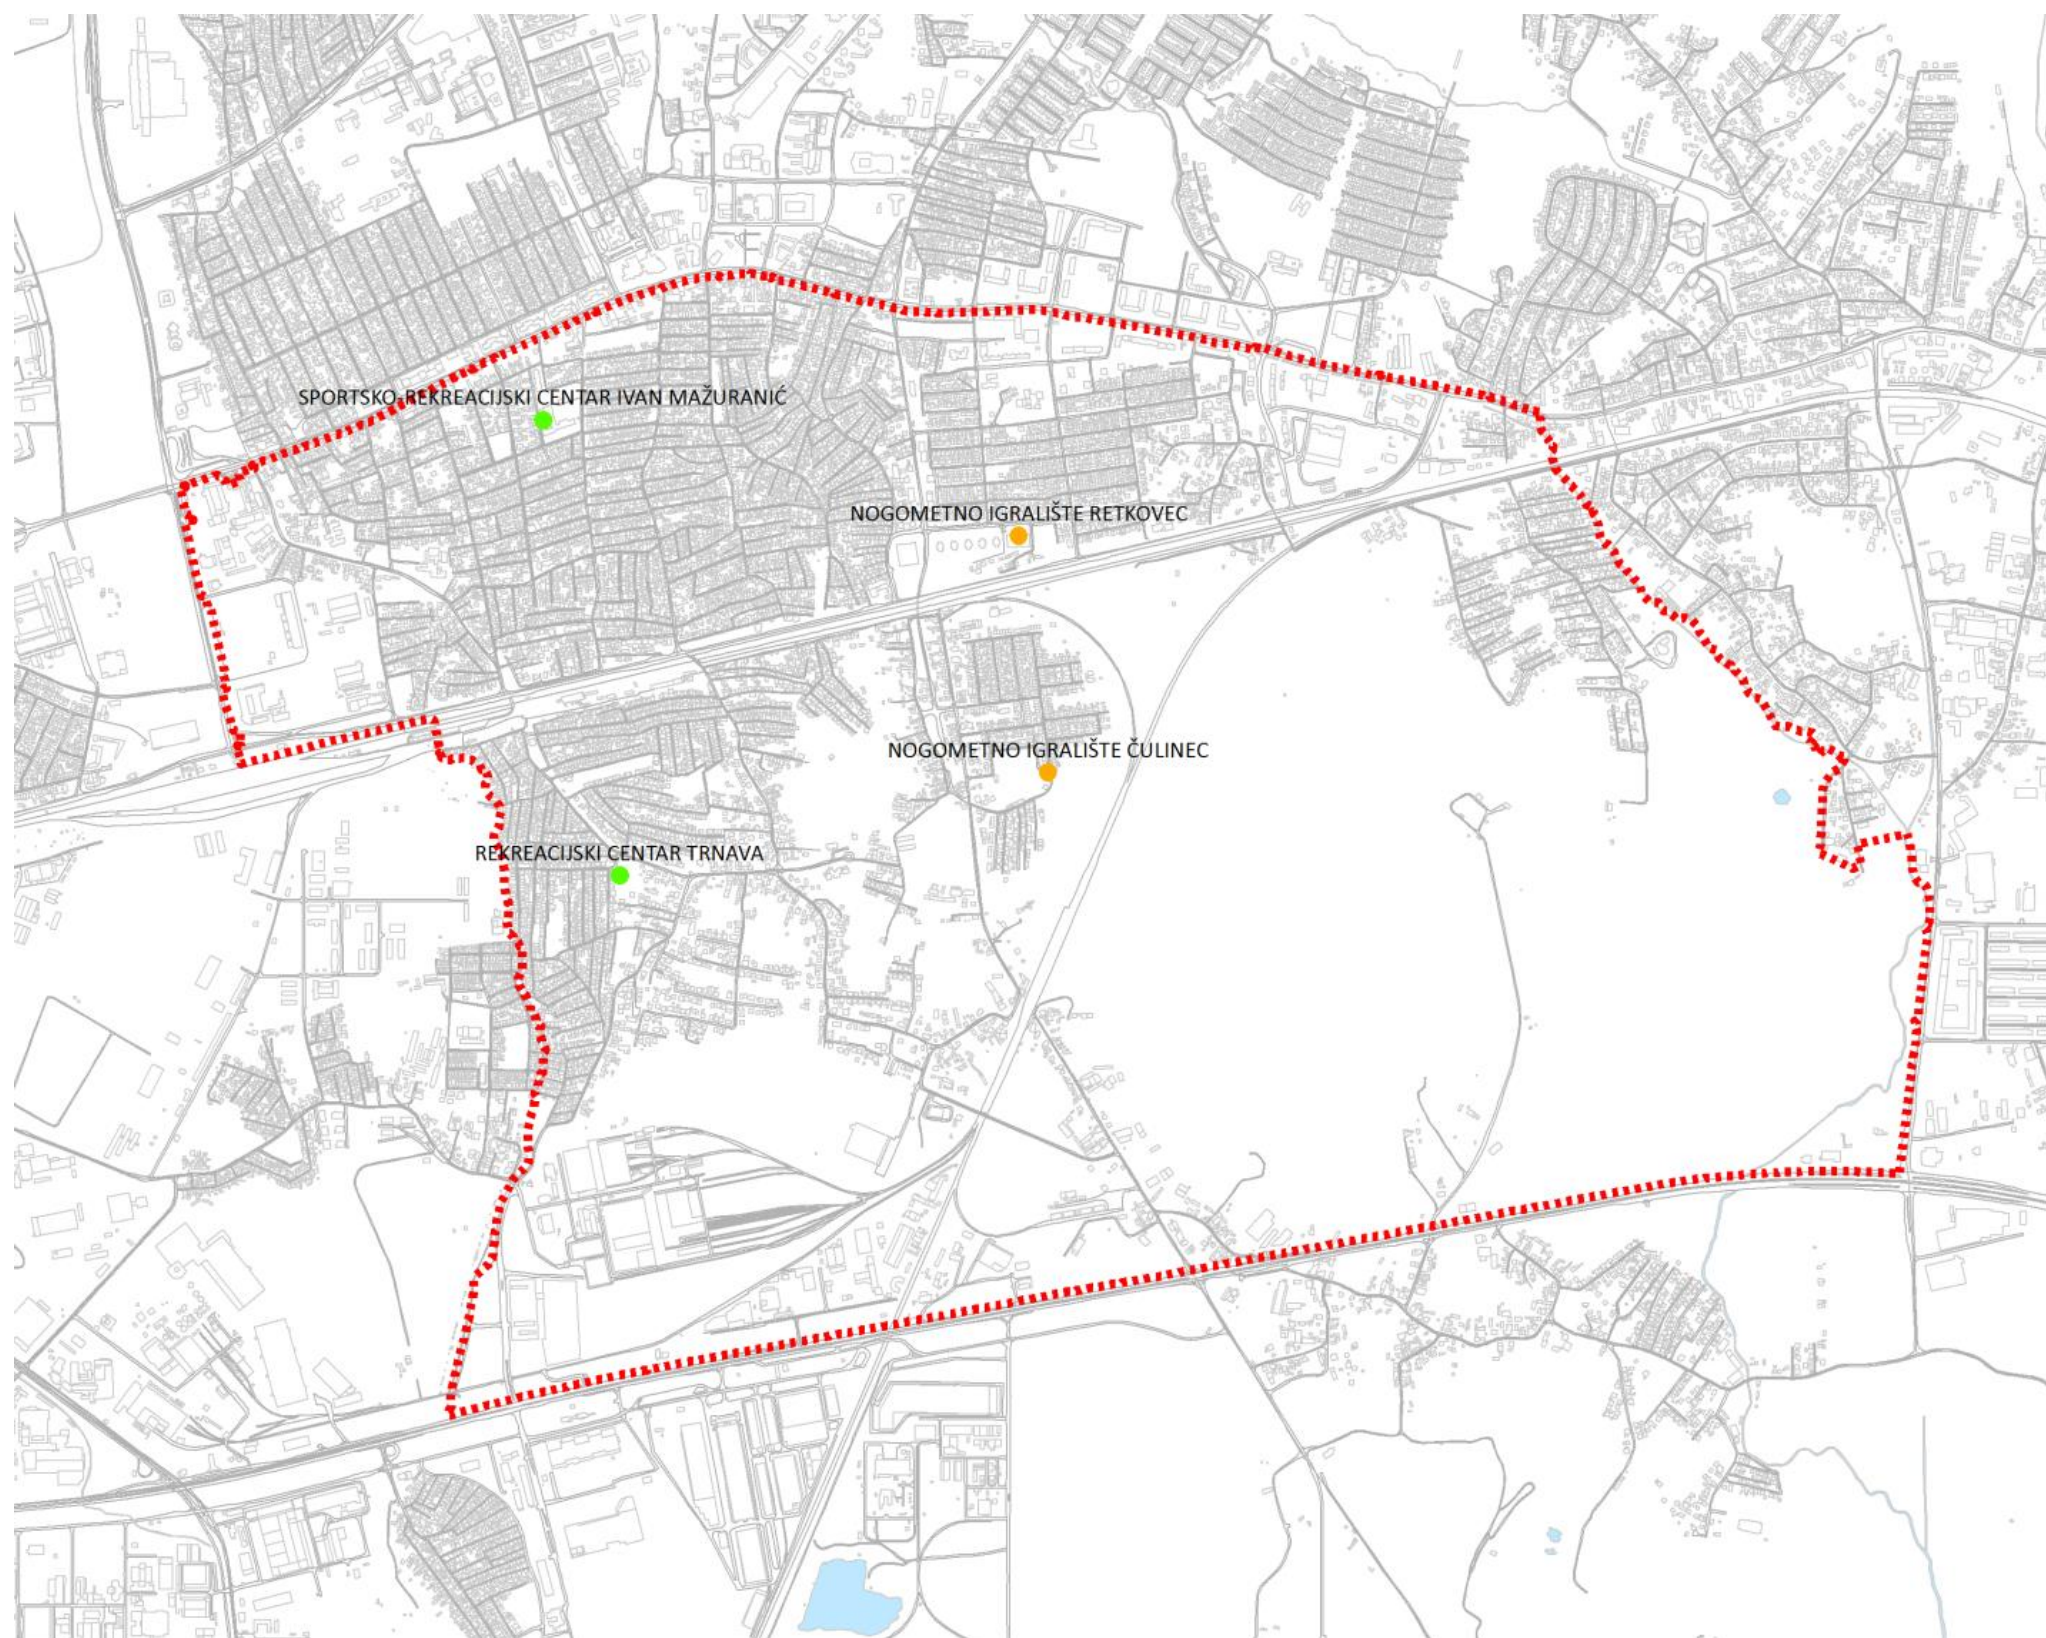 SPORTSKO-REKREACIJSKI CENTAR IVAN MAŽURANIĆ
NOGOMETNO IGRALIŠTE RETKOVEC
NOGOMETNO IGRALIŠTE ČULINEC
REKREACIJSKI CENTAR TRNAVA